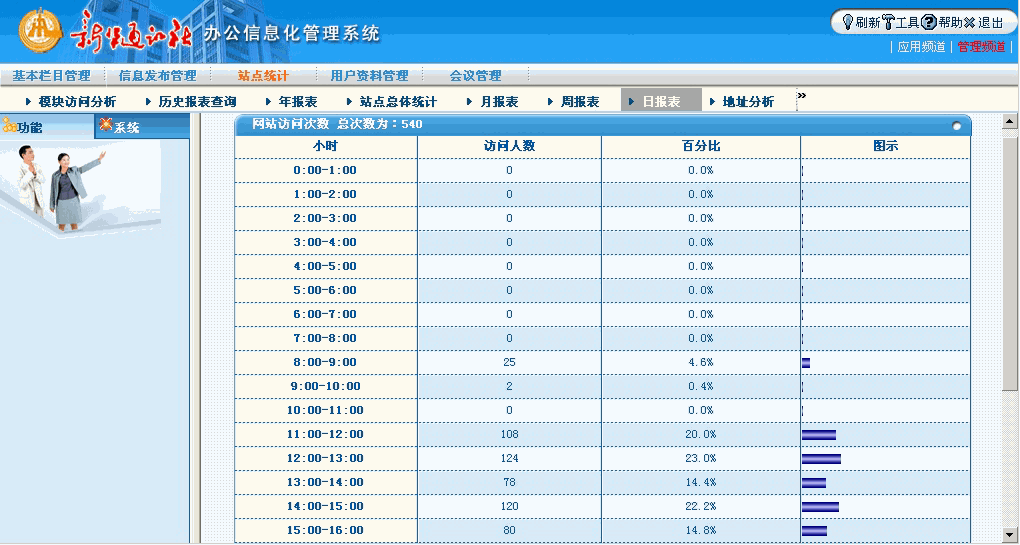 新华通讯社 办公信息化管理系统
刷新 工具 帮助 退出
| 应用频道 | 管理频道 |
基本栏目管理 信息发布管理 站点统计 用户资料管理 会议管理
模块访问分析 历史报表查询 年报表 站点总体统计 月报表 周报表 日报表 地址分析 »
功能 系统
网站访问次数 总次数为:540
小时 访问人数 百分比 图示
0:00-1:00 0 0.0%
1:00-2:00 0 0.0%
2:00-3:00 0 0.0%
3:00-4:00 0 0.0%
4:00-5:00 0 0.0%
5:00-6:00 0 0.0%
6:00-7:00 0 0.0%
7:00-8:00 0 0.0%
8:00-9:00 25 4.6%
9:00-10:00 2 0.4%
10:00-11:00 0 0.0%
11:00-12:00 108 20.0%
12:00-13:00 124 23.0%
13:00-14:00 78 14.4%
14:00-15:00 120 22.2%
15:00-16:00 80 14.8%